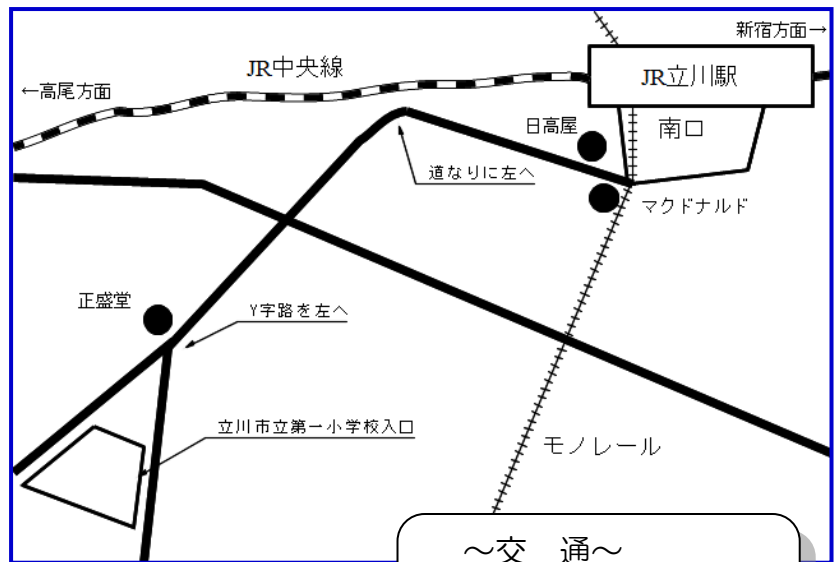 新宿方面→
JR中央線
JR立川駅
←高尾方面
日高屋
南口
道なりに左へ
マクドナルド
正盛堂
Y字路を左へ
立川市立第一小学校入口
モノレール
～交　通～